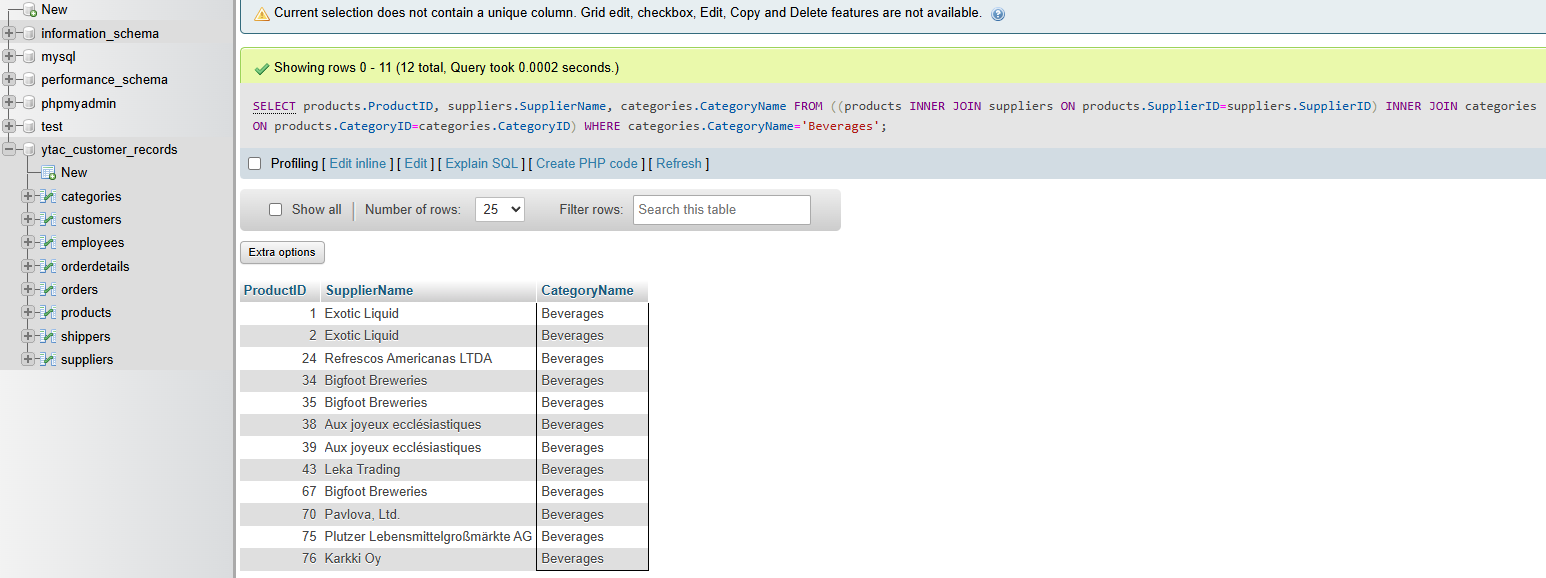 New
information_schema
mysql
performance_schema
phpmyadmin
test
ytac_customer_records
New
categories
customers
employees
orderdetails
orders
products
shippers
suppliers
Current selection does not contain a unique column. Grid edit, checkbox, Edit, Copy and Delete features are not available.
Showing rows 0 - 11 (12 total, Query took 0.0002 seconds.)
SELECT products.ProductID, suppliers.SupplierName, categories.CategoryName FROM ((products INNER JOIN suppliers ON products.SupplierID=suppliers.SupplierID) INNER JOIN categories
ON products.CategoryID=categories.CategoryID) WHERE categories.CategoryName='Beverages';
Profiling [ Edit inline ] [ Edit ] [ Explain SQL ] [ Create PHP code ] [ Refresh ]
Show all Number of rows: 25 Filter rows: Search this table
Extra options
ProductID SupplierName CategoryName
1 Exotic Liquid Beverages
2 Exotic Liquid Beverages
24 Refrescos Americanas LTDA Beverages
34 Bigfoot Breweries Beverages
35 Bigfoot Breweries Beverages
38 Aux joyeux ecclésiastiques Beverages
39 Aux joyeux ecclésiastiques Beverages
43 Leka Trading Beverages
67 Bigfoot Breweries Beverages
70 Pavlova, Ltd. Beverages
75 Plutzer Lebensmittelgroßmärkte AG Beverages
76 Karkki Oy Beverages